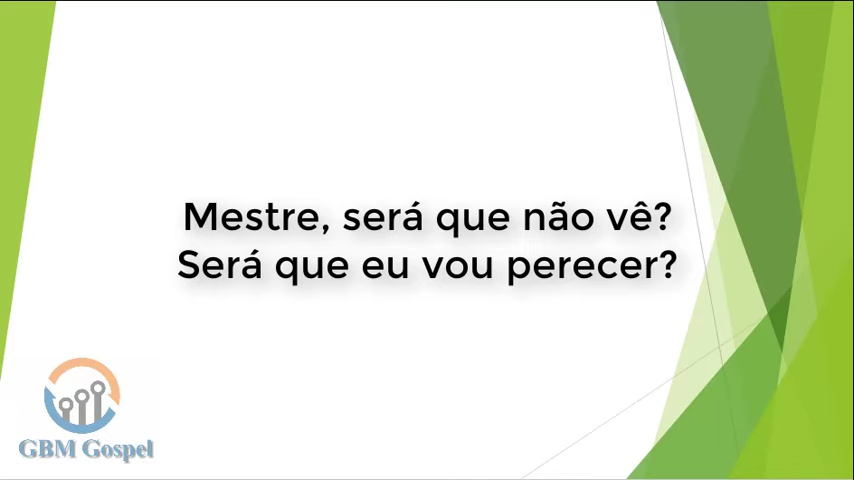 Mestre, será que não vê?
Será que eu vou perecer?
GBM Gospel